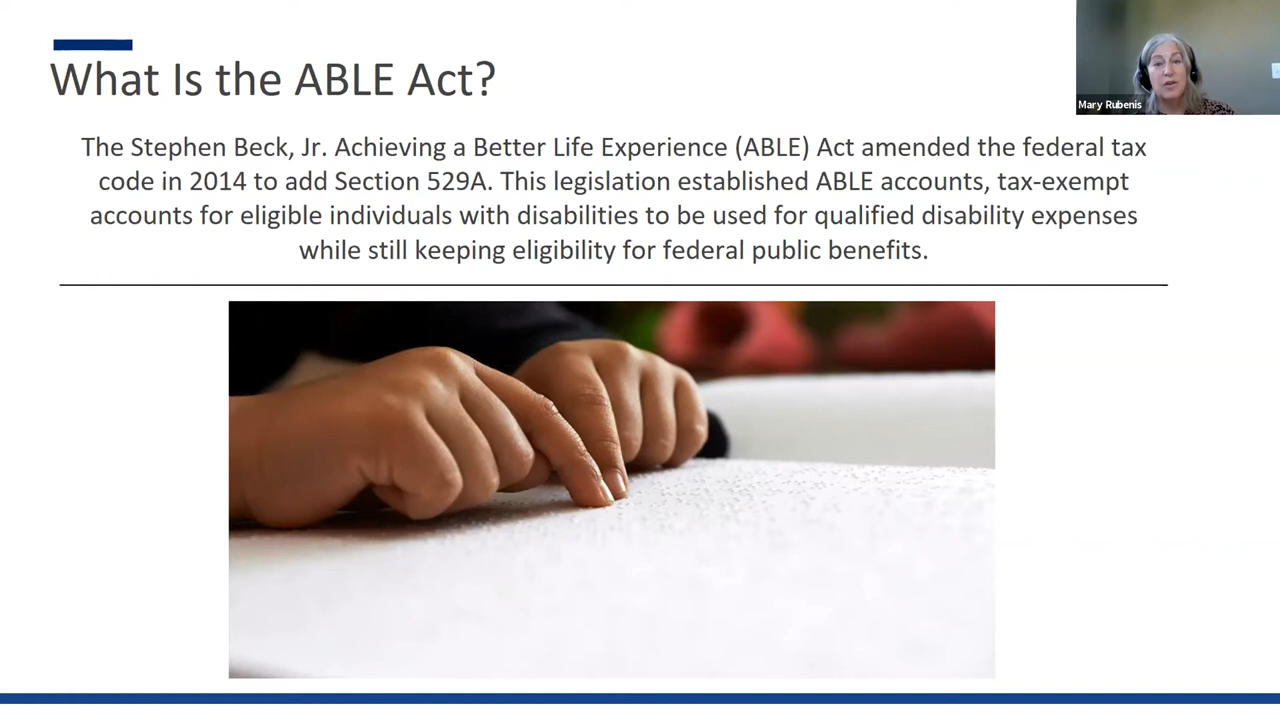 What Is the ABLE Act?
Mary Rubenis
The Stephen Beck, Jr. Achieving a Better Life Experience (ABLE) Act amended the federal tax
code in 2014 to add Section 529A. This legislation established ABLE accounts, tax-exempt
accounts for eligible individuals with disabilities to be used for qualified disability expenses
while still keeping eligibility for federal public benefits.